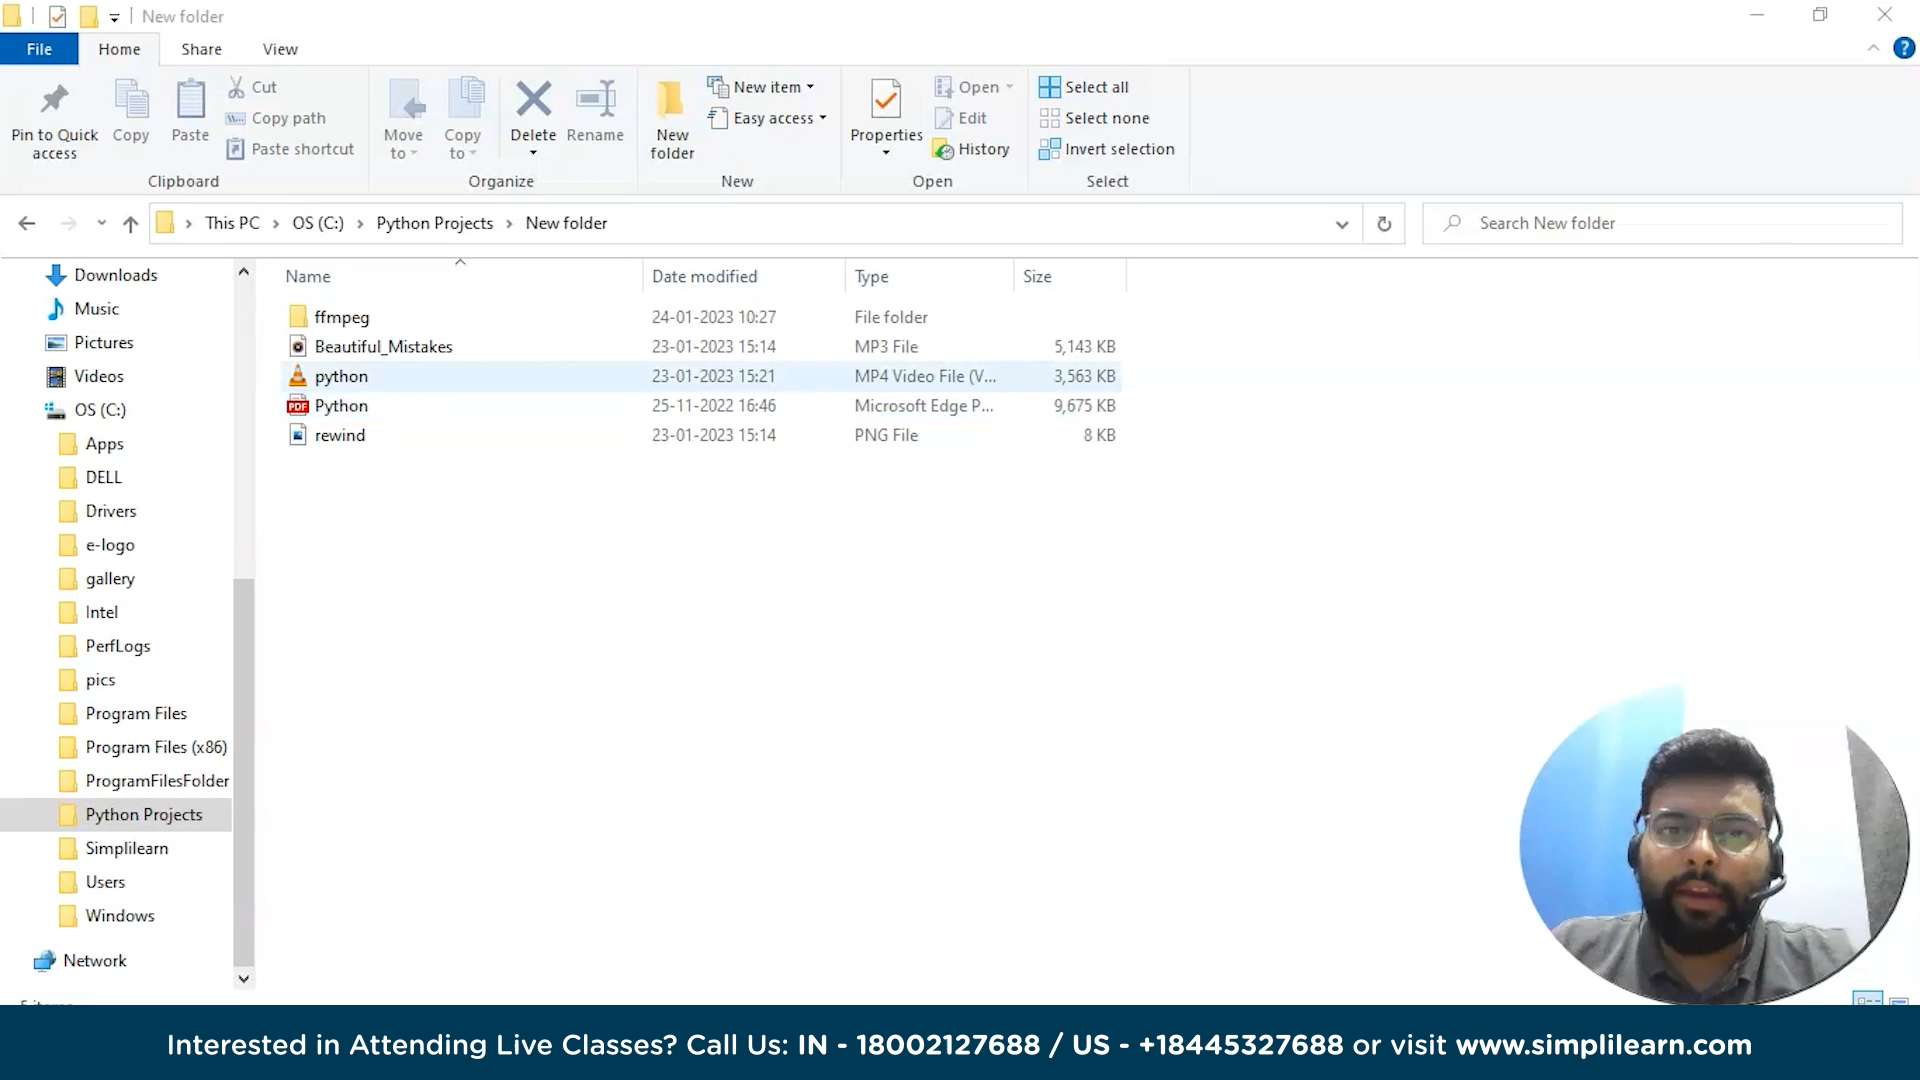 New folder
File Home Share View
Pin to Quick access
Copy
Paste
Cut
Copy path
Paste shortcut
Clipboard
Move to
Copy to
Delete
Rename
Organize
New folder
New item
Easy access
New
Properties
Open
Edit
History
Open
Select all
Select none
Invert selection
Select
This PC OS (C:) Python Projects New folder
Search New folder
Downloads
Music
Pictures
Videos
OS (C:)
Apps
DELL
Drivers
e-logo
gallery
Intel
PerfLogs
pics
Program Files
Program Files (x86)
ProgramFilesFolder
Python Projects
Simplilearn
Users
Windows
Network
Name Date modified Type Size
ffmpeg 24-01-2023 10:27 File folder
Beautiful_Mistakes 23-01-2023 15:14 MP3 File 5,143 KB
python 23-01-2023 15:21 MP4 Video File (V... 3,563 KB
PDF Python 25-11-2022 16:46 Microsoft Edge P... 9,675 KB
rewind 23-01-2023 15:14 PNG File 8 KB
Interested in Attending Live Classes? Call Us: IN - 18002127688 / US - +18445327688 or visit www.simplilearn.com